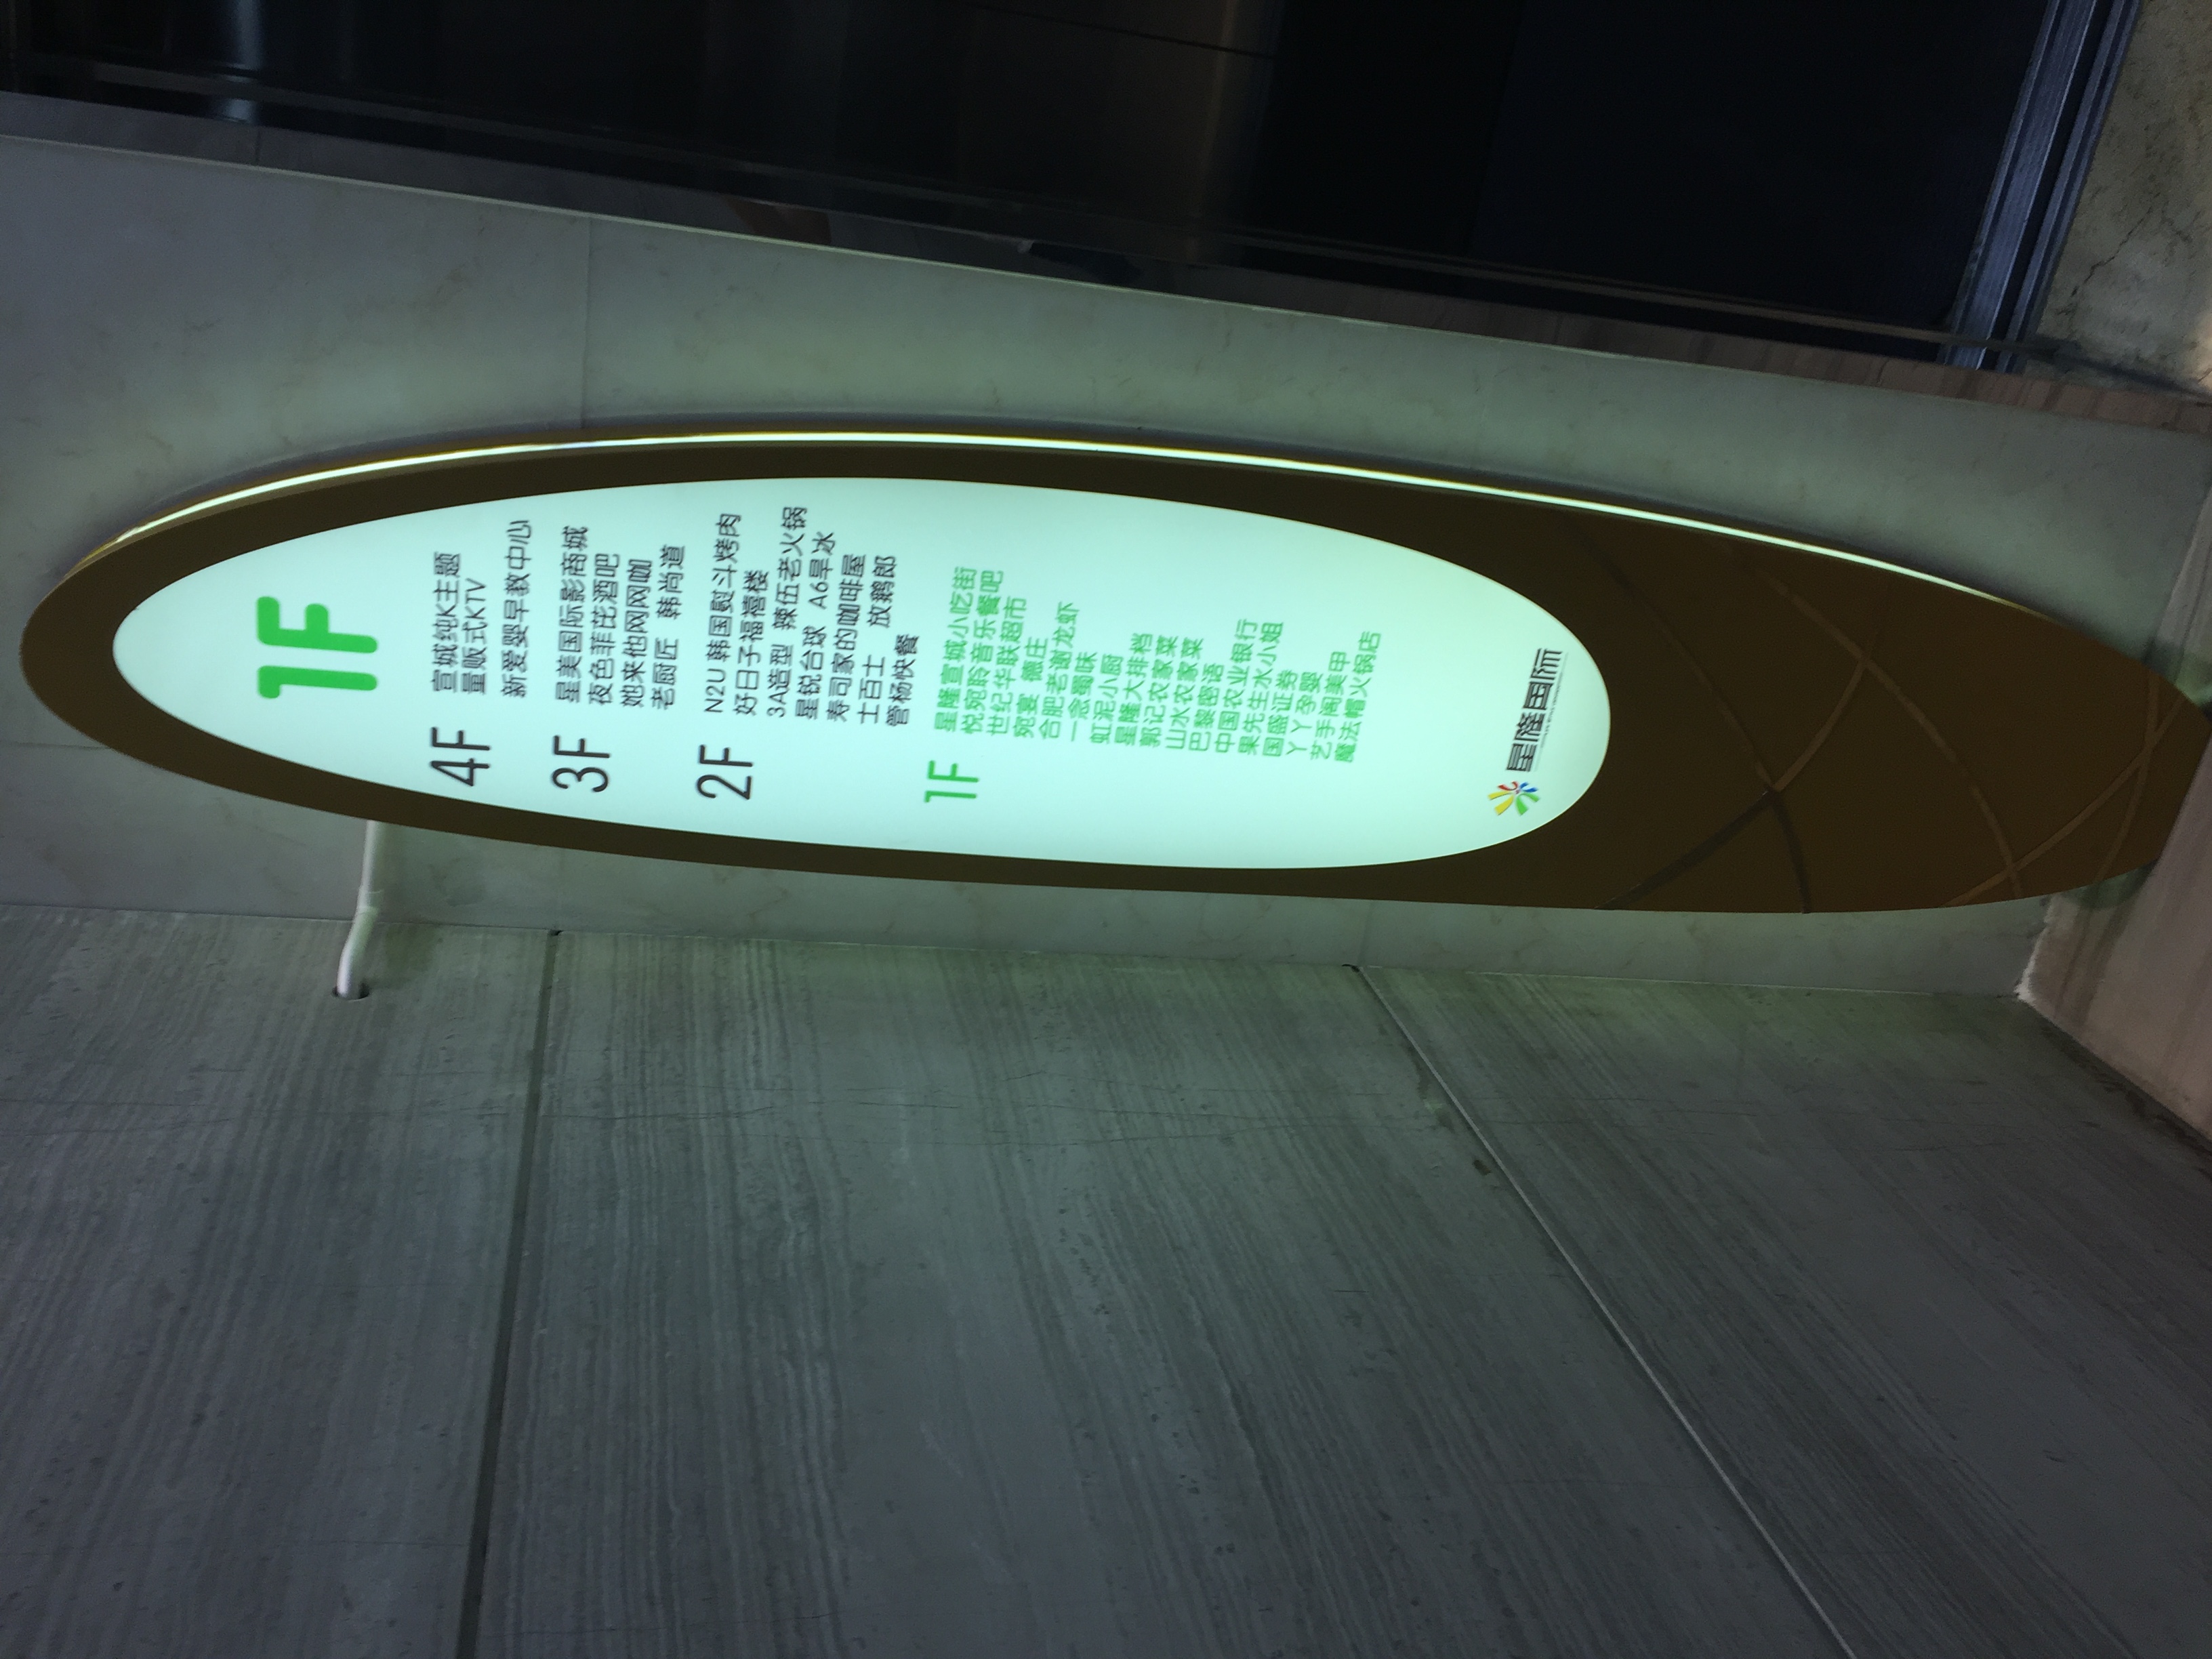 1F
4F 宣城纯K主题
量贩式KTV
新爱婴早教中心
3F 星美国际影商城
夜色菲芘酒吧
她来他网网咖
老厨匠 韩尚道
2F N2U 韩国熨斗烤肉
好日子福禧楼
3A造型 辣伍老火锅
星锐台球 A6旱冰
寿司家的咖啡屋
士百士 放鹅郎
管杨快餐
1F 星隆宣城小吃街
悦宛聆音乐餐吧
世纪华联超市
宛宴 德庄
合肥老谢龙虾
一念蜀味
虹泥小厨
星隆大排档
郭记农家菜
山水农家菜
巴黎密语
中国农业银行
果先生水小姐
国盛证券
丫丫孕婴
艺手阁美甲
魔法帽火锅店
星隆国际